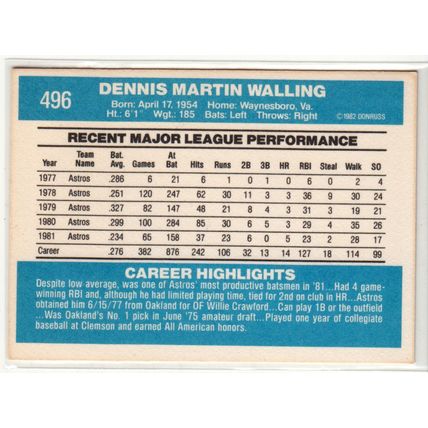 496
DENNIS MARTIN WALLING
Born: April 17, 1954 Home: Waynesboro, Va.
Ht.: 6'1" Wgt.: 185 Bats: Left Throws: Right
©1982 DONRUSS
RECENT MAJOR LEAGUE PERFORMANCE
Year Team Name Bat. Avg. Games At Bat Hits Runs 2B 3B HR RBI Steal Walk SO
1977 Astros .286 6 21 6 1 0 1 0 6 0 2 4
1978 Astros .251 120 247 62 30 11 3 3 36 9 30 24
1979 Astros .327 82 147 48 21 8 4 3 31 3 19 21
1980 Astros .299 100 284 85 30 6 5 3 29 4 35 26
1981 Astros .234 65 158 37 23 6 0 5 23 2 28 17
Career .276 382 876 242 106 32 13 14 127 18 114 99
CAREER HIGHLIGHTS
Despite low average, was one of Astros' most productive batsmen in '81...Had 4 game-
winning RBI and, although he had limited playing time, tied for 2nd on club in HR...Astros
obtained him 6/15/77 from Oakland for OF Willie Crawford...Can play 1B or the outfield
...Was Oakland's No. 1 pick in June '75 amateur draft...Played one year of collegiate
baseball at Clemson and earned All American honors.